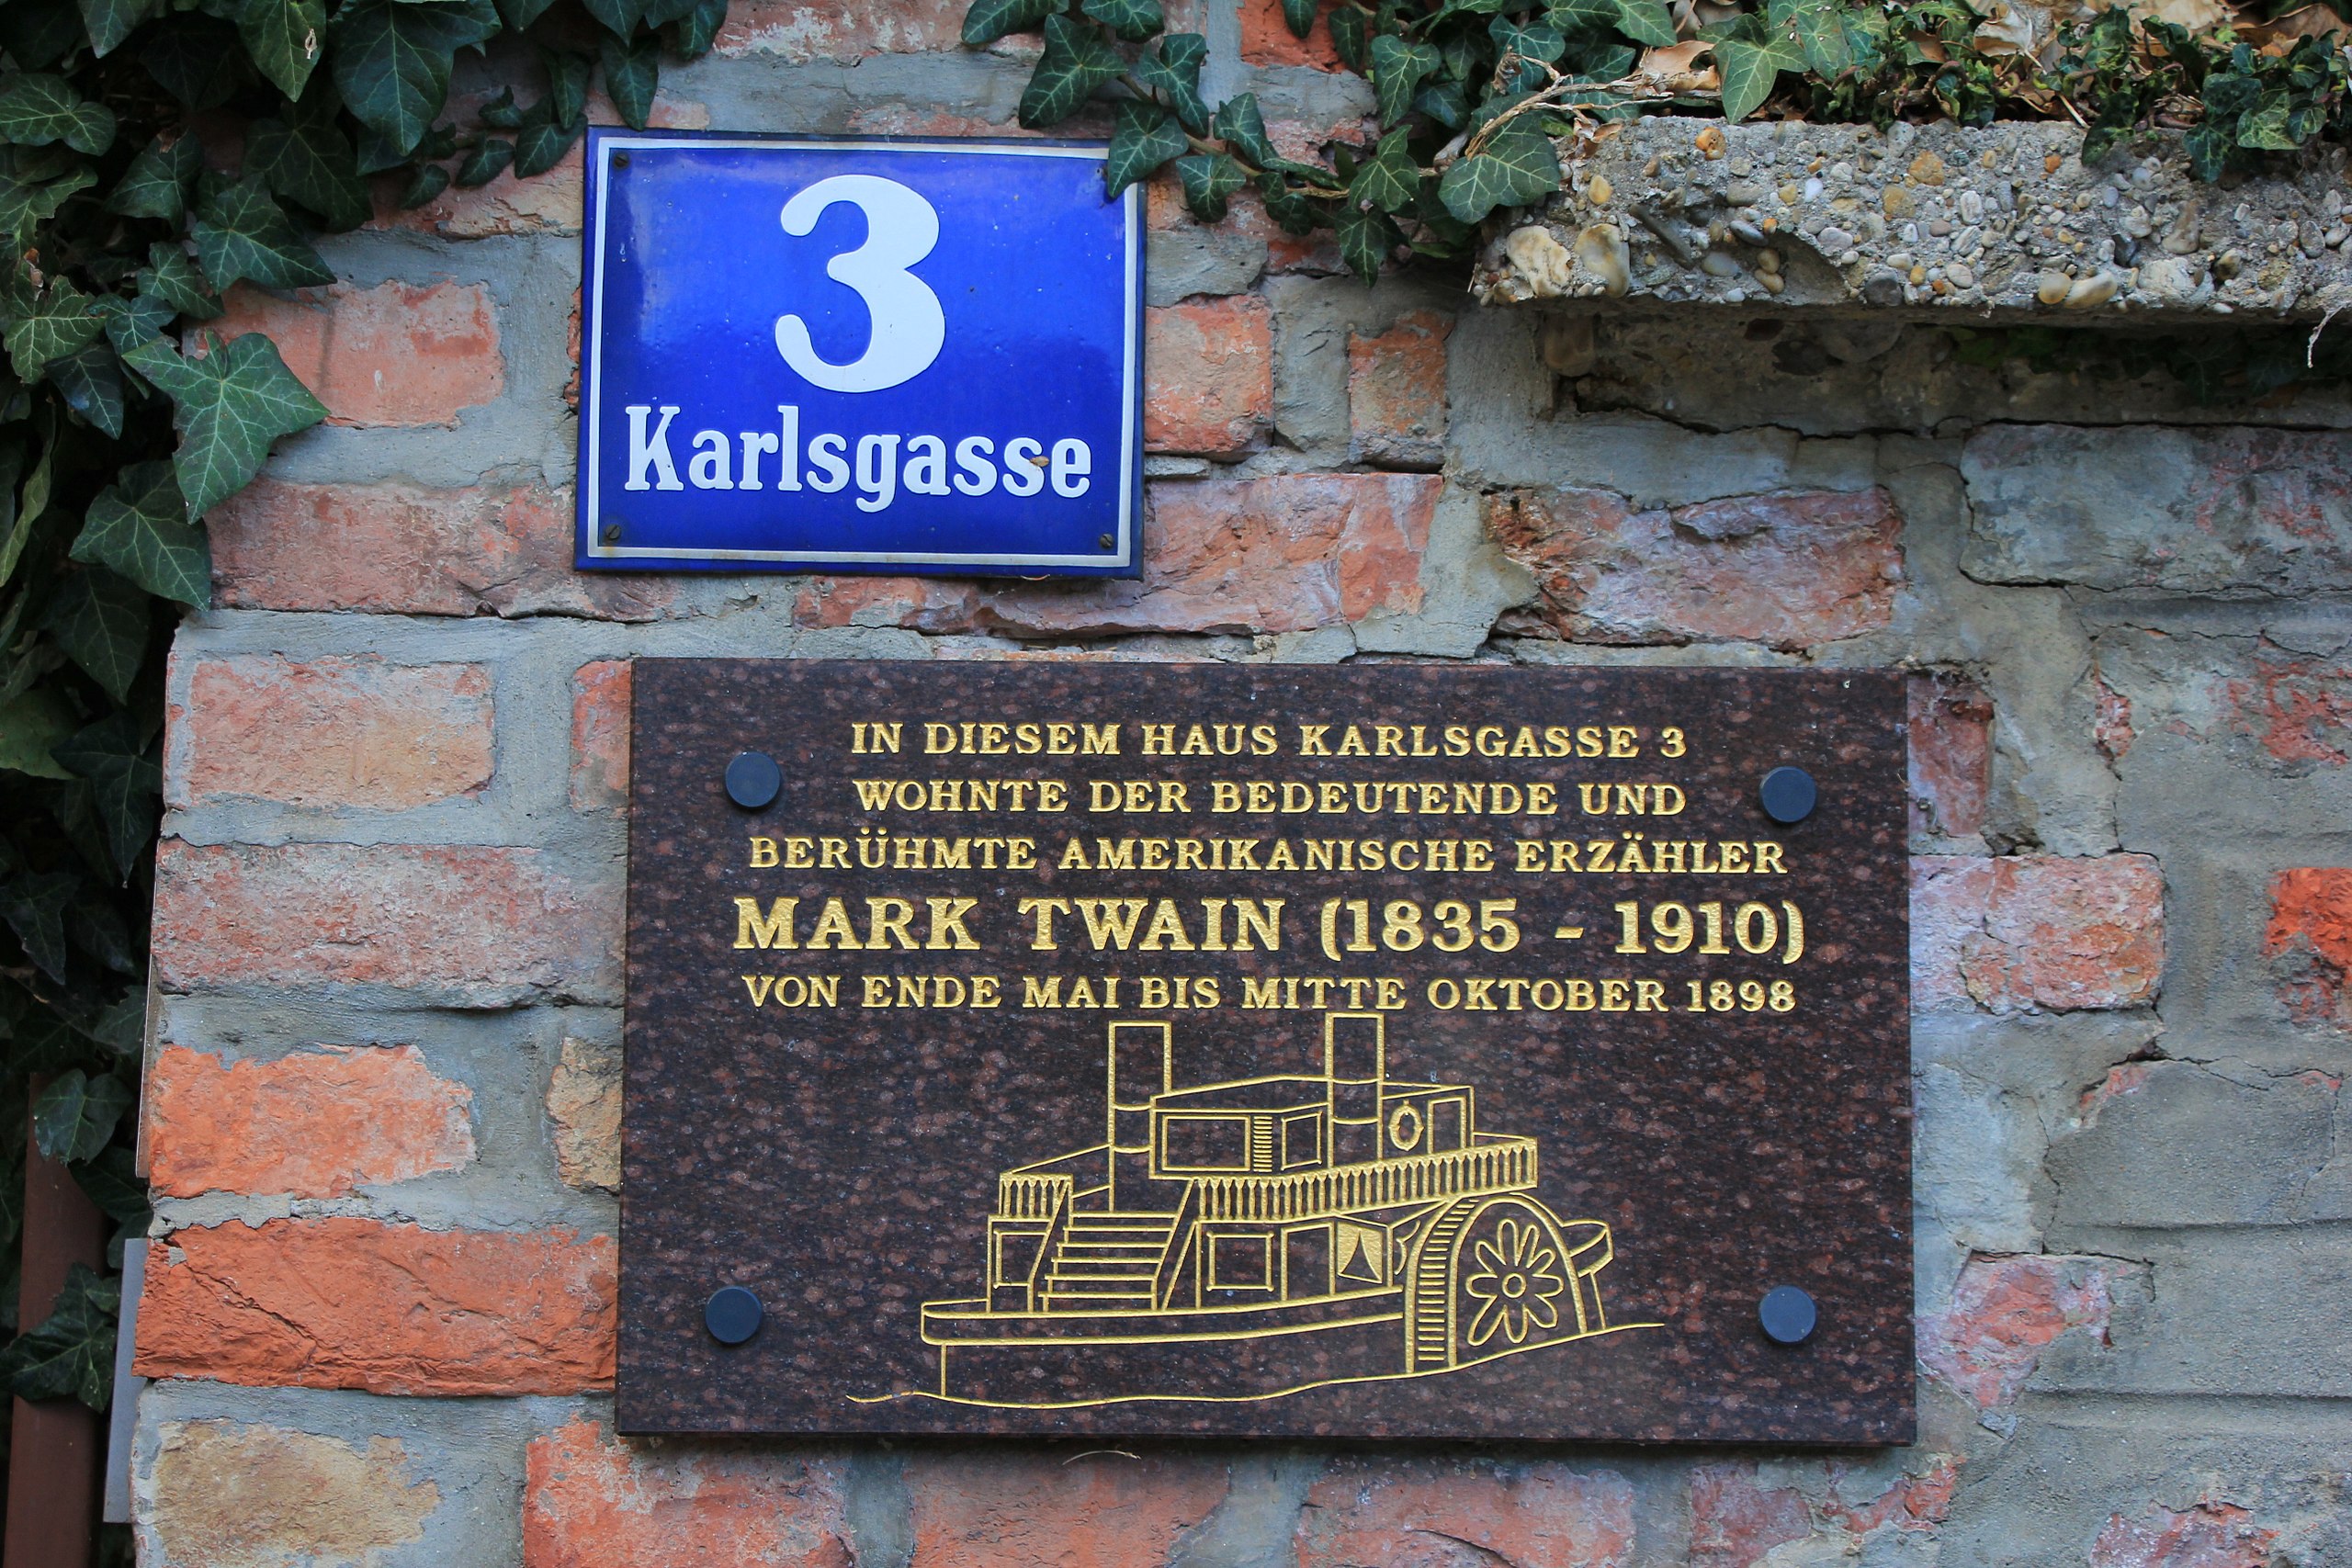 3
Karlsgasse
IN DIESEM HAUS KARLSGASSE 3
WOHNTE DER BEDEUTENDE UND
BERÜHMTE AMERIKANISCHE ERZÄHLER
MARK TWAIN (1835 - 1910)
VON ENDE MAI BIS MITTE OKTOBER 1898